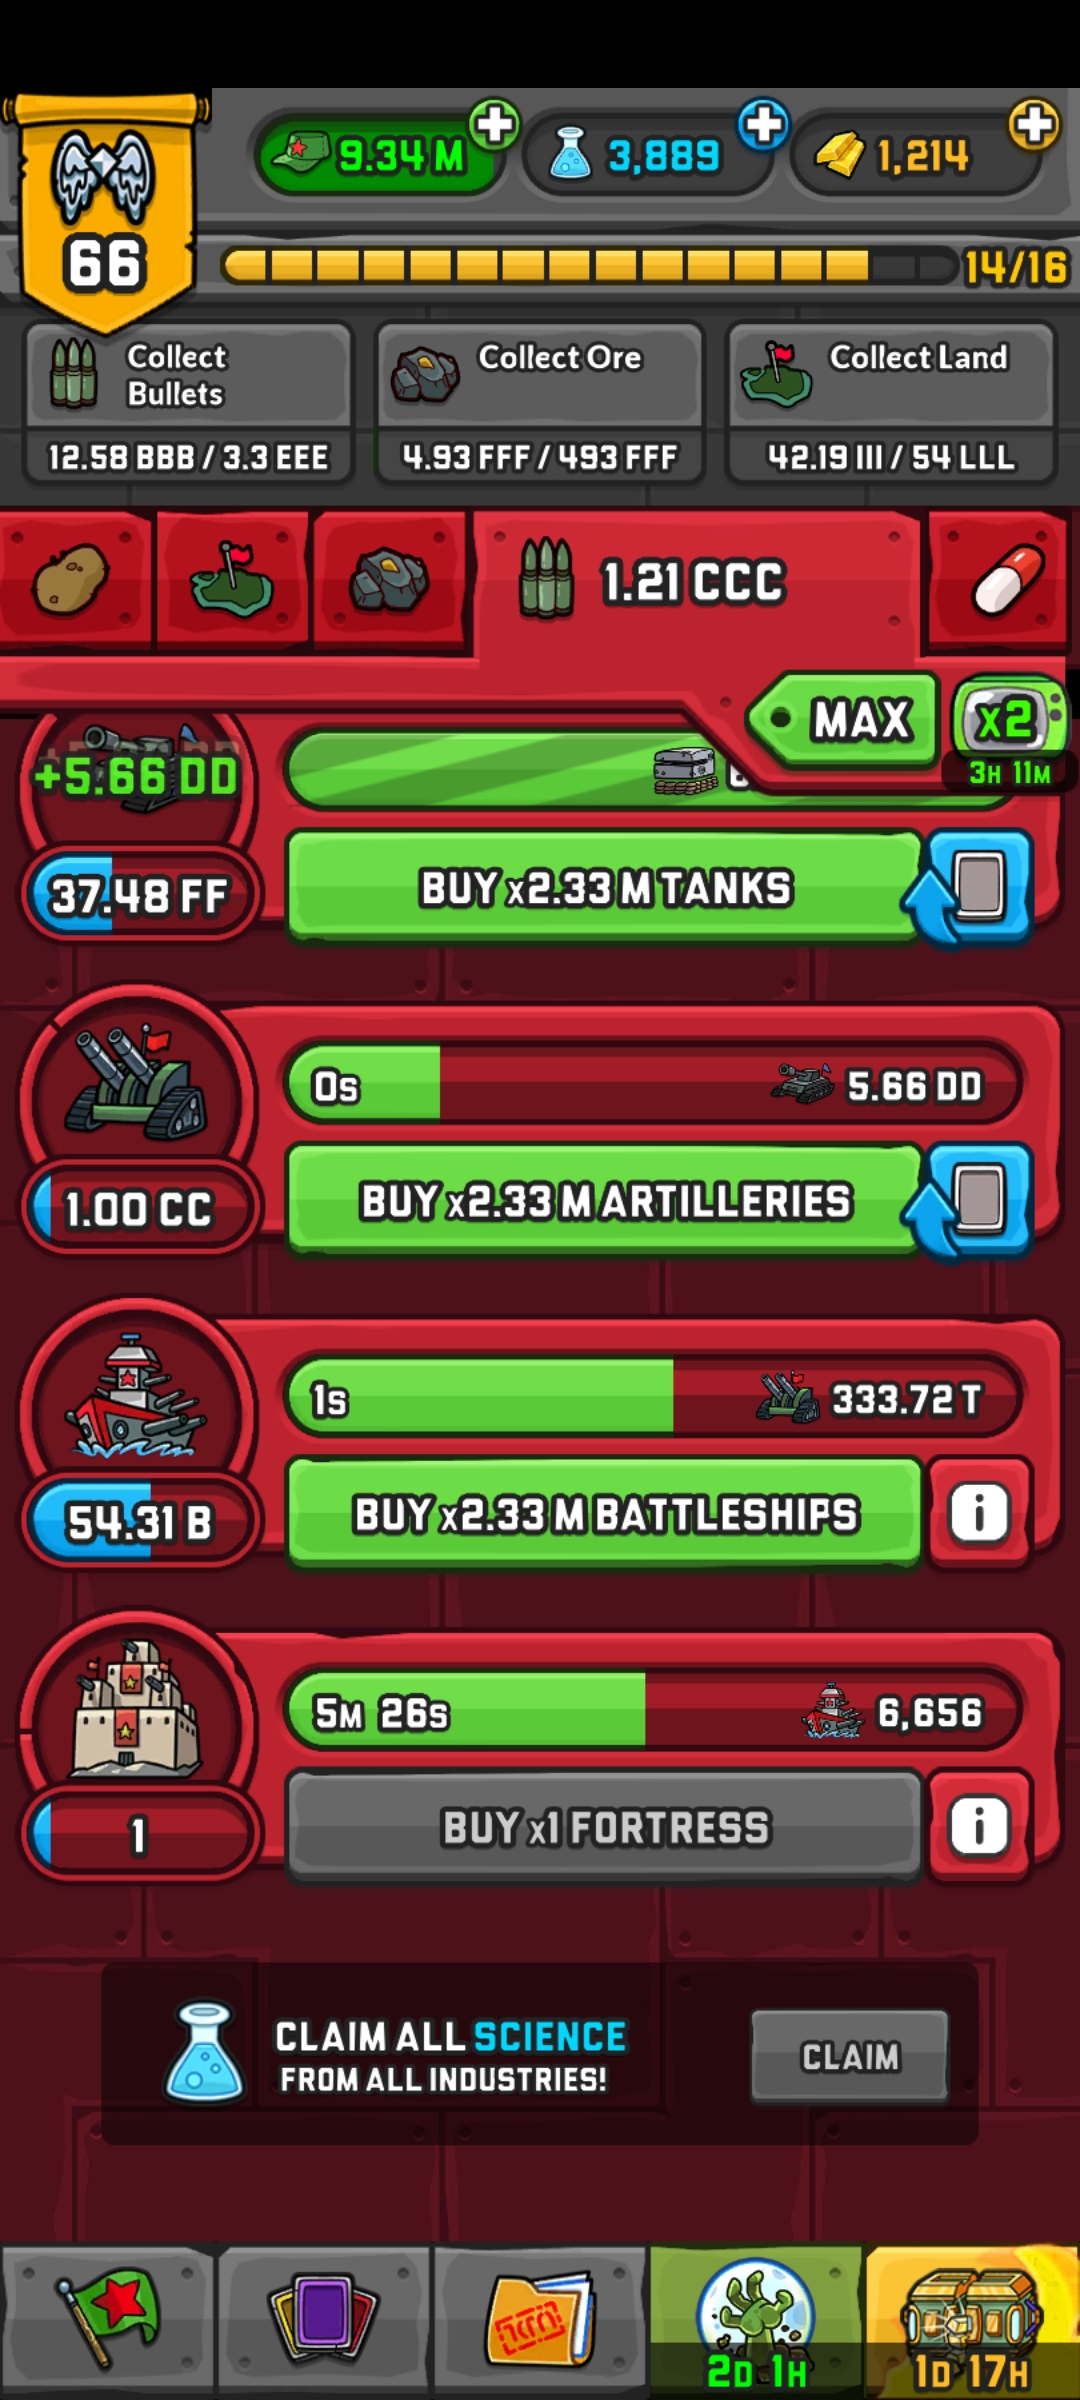 9.34 M
3,889
1,214
66
14/16
Collect
Bullets
Collect Ore
Collect Land
12.58 BBB / 3.3 EEE
4.93 FFF / 493 FFF
42.19 III / 54 LLL
1.21 CCC
MAX
x2
3H 11M
+5.66 DD
37.48 FF
BUY x2.33 M TANKS
0s
5.66 DD
1.00 CC
BUY x2.33 M ARTILLERIES
1s
333.72 T
54.31 B
BUY x2.33 M BATTLESHIPS
i
5M 26s
6,656
1
BUY x1 FORTRESS
i
CLAIM ALL SCIENCE
FROM ALL INDUSTRIES!
CLAIM
2D 1H
1D 17H